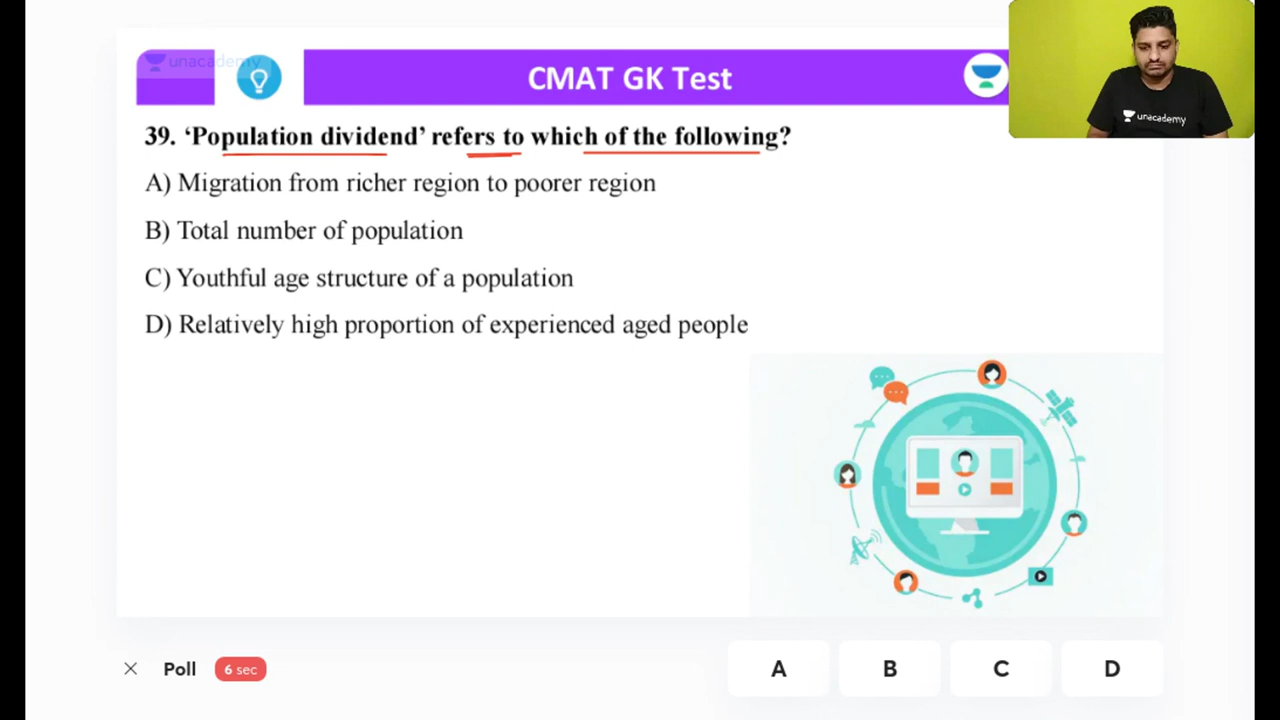 unacademy
CMAT GK Test
unacademy
39. ‘Population dividend’ refers to which of the following?
A) Migration from richer region to poorer region
B) Total number of population
C) Youthful age structure of a population
D) Relatively high proportion of experienced aged people
Poll
6 sec
A
B
C
D